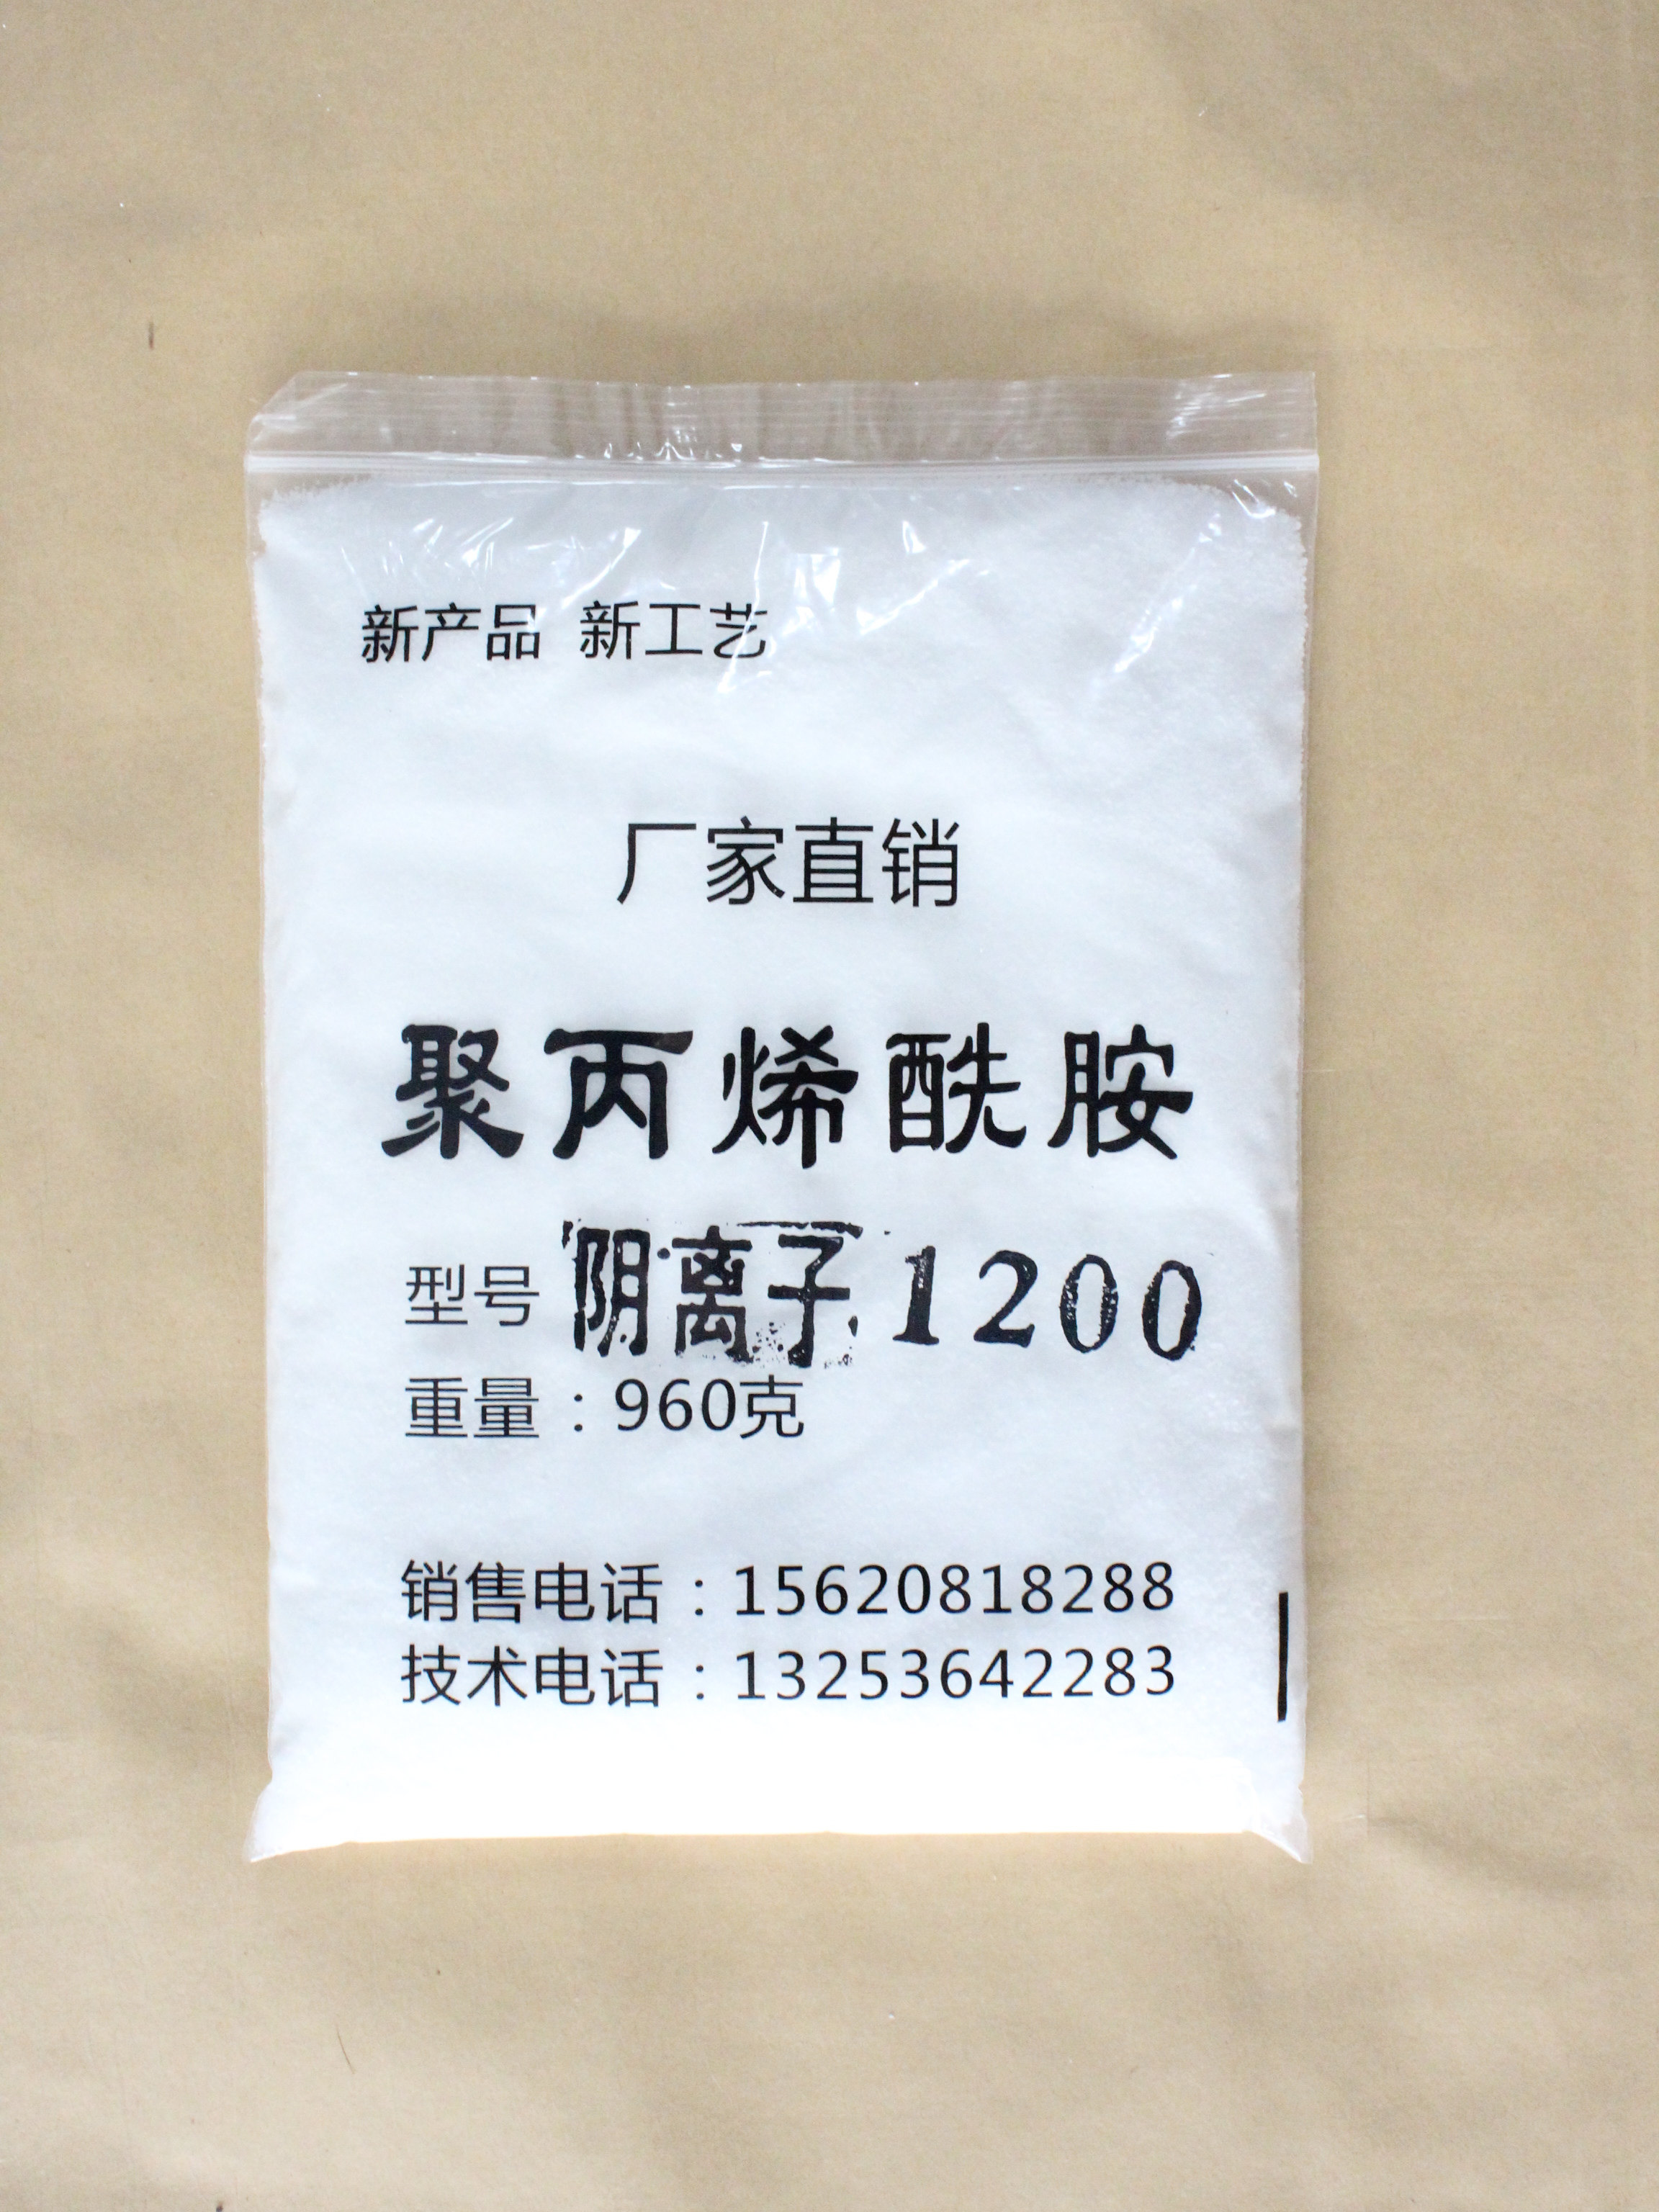 新产品 新工艺
厂家直销
聚丙烯酰胺
型号 阴离子 1200
重量：960克
销售电话：15620818288
技术电话：13253642283